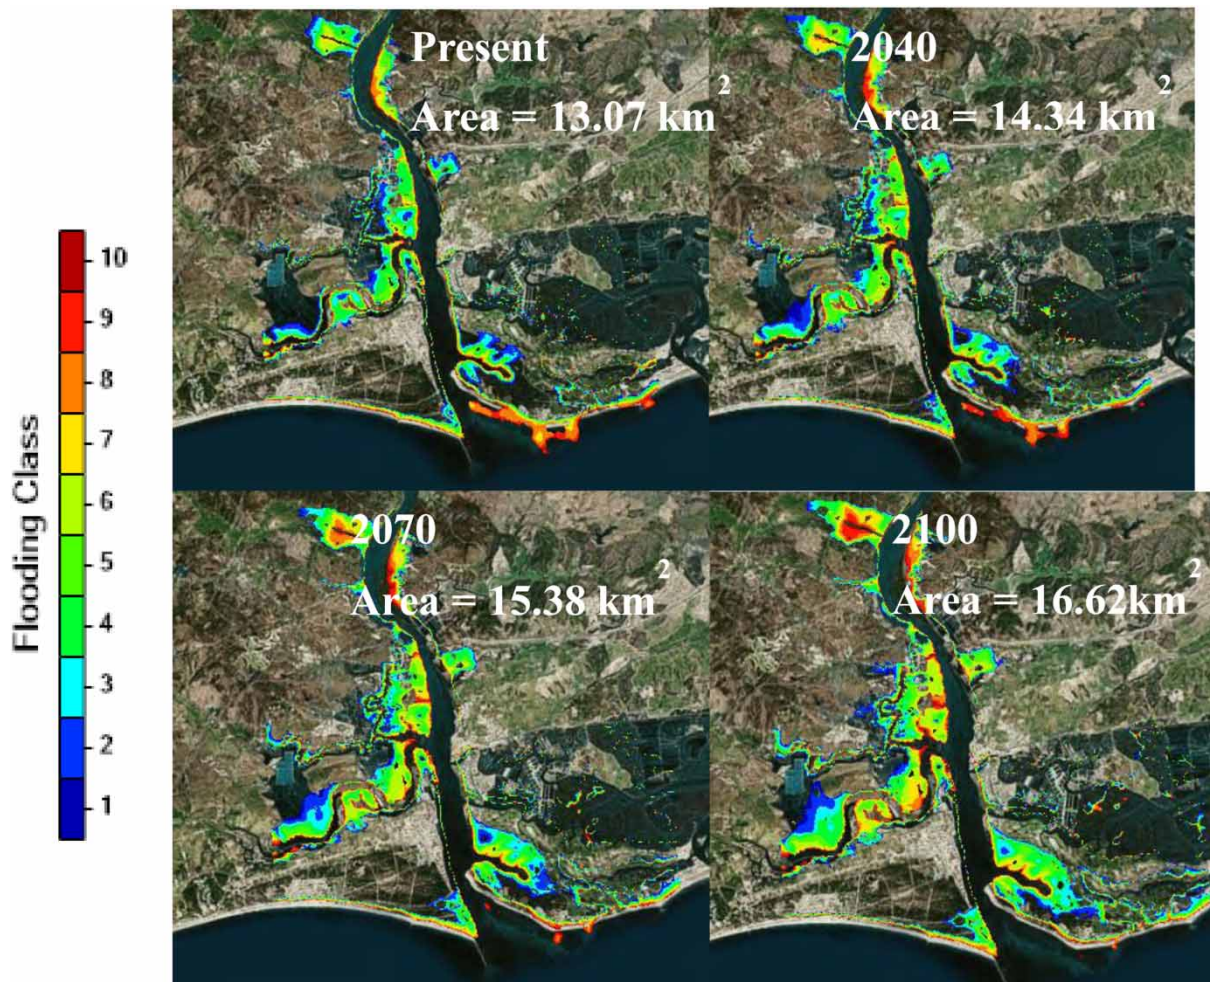 Present
Area = 13.07 km²
2040
Area = 14.34 km²
2070
Area = 15.38 km²
2100
Area = 16.62km²
Flooding Class
10
9
8
7
6
5
4
3
2
1